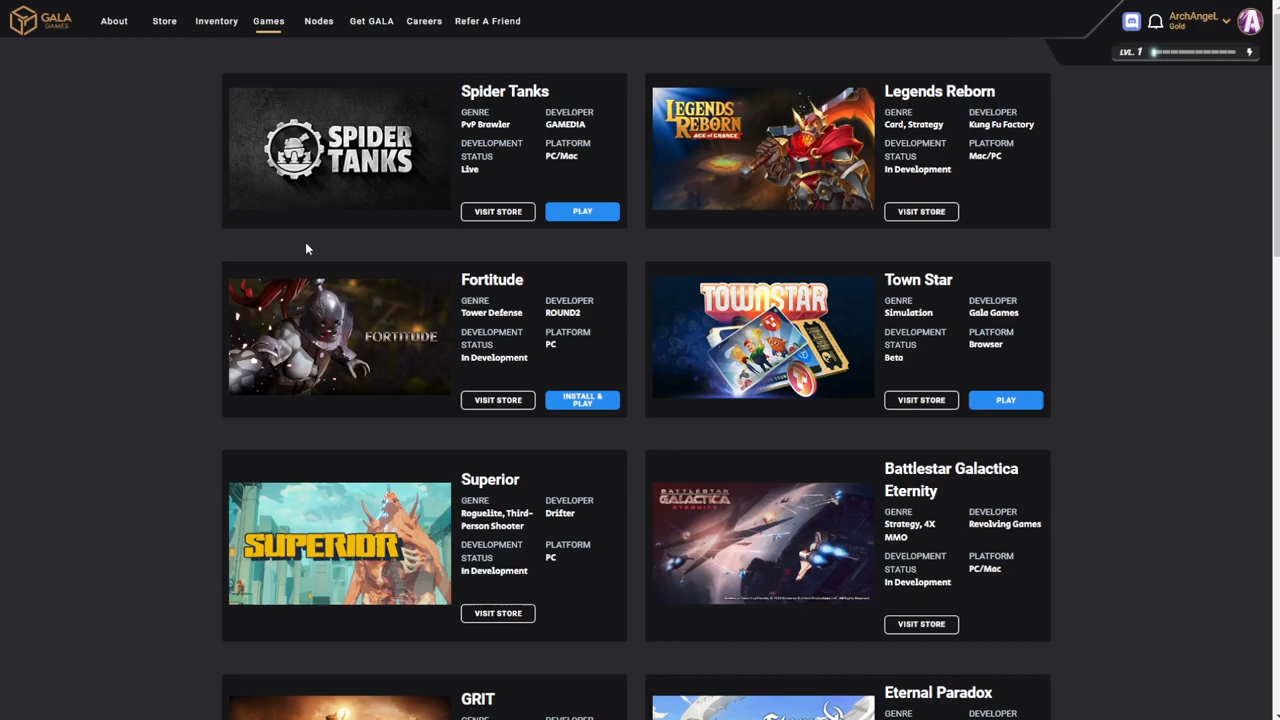 GALA
GAMES
About
Store
Inventory
Games
Nodes
Get GALA
Careers
Refer A Friend
ArchAngeL
Gold
LVL. 1
SPIDER
TANKS
Spider Tanks
GENRE
PvP Brawler
DEVELOPER
GAMEDIA
DEVELOPMENT
STATUS
Live
PLATFORM
PC/Mac
VISIT STORE
PLAY
LEGENDS
REBORN
AGE of CHANCE
Legends Reborn
GENRE
Card, Strategy
DEVELOPER
Kung Fu Factory
DEVELOPMENT
STATUS
In Development
PLATFORM
Mac/PC
VISIT STORE
FORTITUDE
Fortitude
GENRE
Tower Defense
DEVELOPER
ROUND2
DEVELOPMENT
STATUS
In Development
PLATFORM
PC
VISIT STORE
INSTALL &
PLAY
TOWNSTAR
Town Star
GENRE
Simulation
DEVELOPER
Gala Games
DEVELOPMENT
STATUS
Beta
PLATFORM
Browser
VISIT STORE
PLAY
SUPERIOR
Superior
GENRE
Roguelite, Third-
Person Shooter
DEVELOPER
Drifter
DEVELOPMENT
STATUS
In Development
PLATFORM
PC
VISIT STORE
BATTLESTAR
GALACTICA
ETERNITY
Battlestar Galactica
Eternity
GENRE
Strategy, 4X
MMO
DEVELOPER
Revolving Games
DEVELOPMENT
STATUS
In Development
PLATFORM
PC/Mac
VISIT STORE
GRIT
GENRE
DEVELOPER
Eternal Paradox
GENRE
DEVELOPER